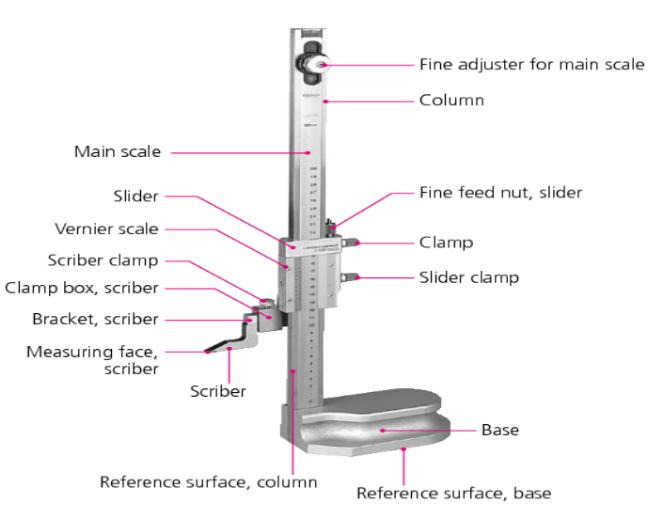 Fine adjuster for main scale
Column
Main scale
Slider
Fine feed nut, slider
Vernier scale
Clamp
Scriber clamp
Slider clamp
Clamp box, scriber
Bracket, scriber
Measuring face,
scriber
Scriber
Base
Reference surface, column
Reference surface, base